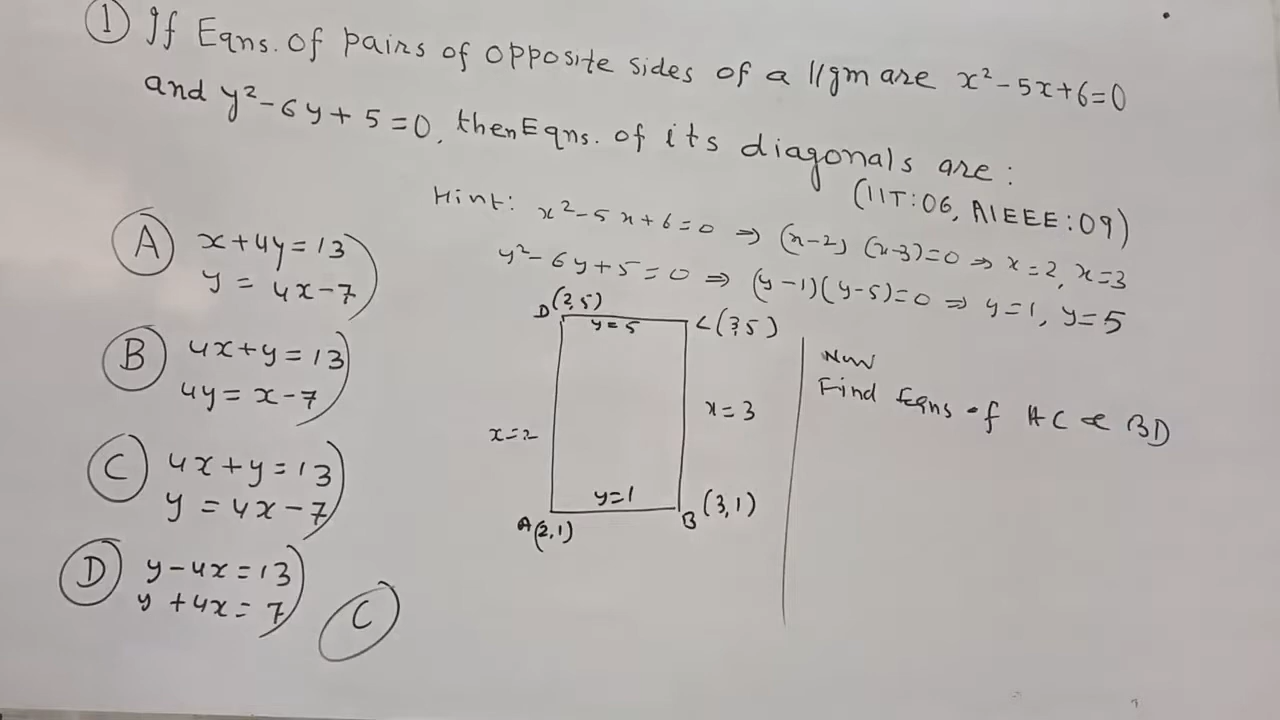 ① If Eqns. of pairs of opposite sides of a //gm are x² - 5x + 6 = 0
and y² - 6y + 5 = 0, then Eqns. of its diagonals are:
(IIT:06, AIEEE:09)
Hint: x² - 5x + 6 = 0 ⇒ (x-2) (x-3) = 0 ⇒ x = 2, x = 3
y² - 6y + 5 = 0 ⇒ (y-1)(y-5) = 0 ⇒ y = 1, y = 5
Ⓐ x + 4y = 13
y = 4x - 7
Ⓑ 4x + y = 13
4y = x - 7
Ⓒ 4x + y = 13
y = 4x - 7
Ⓓ y - 4x = 13
y + 4x = 7
Ⓒ
D (2,5)
y = 5
C (3,5)
x = 2
x = 3
y = 1
A (2,1)
B (3,1)
Now
Find Eqns of AC & BD